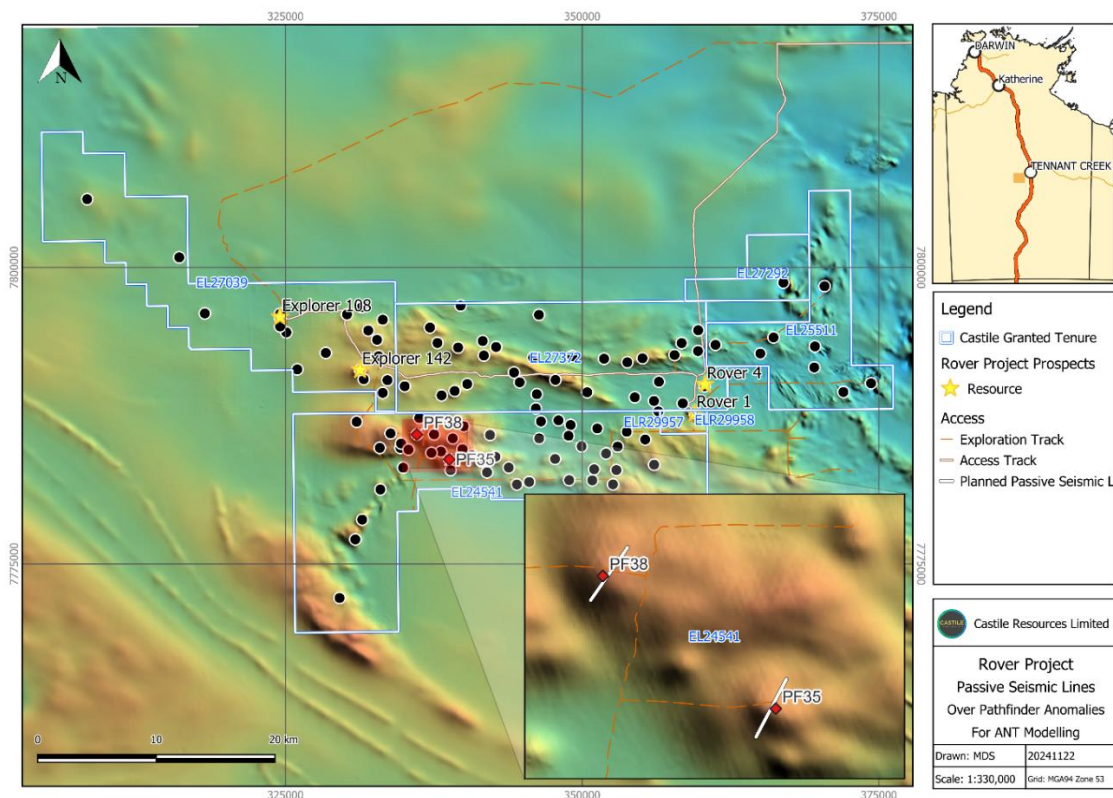 325000
350000
375000
N
7800000
7800000
EL27039
EL27292
Explorer 108
EL25511
Explorer 142
EL27372
Rover 4
Rover 1
ELR29957
ELR29958
PF38
PF35
EL24541
7775000
7775000
PF38
EL24541
PF35
0
10
20 km
325000
350000
375000
DARWIN
Katherine
TENNANT CREEK
Legend
Castile Granted Tenure
Rover Project Prospects
Resource
Access
Exploration Track
Access Track
Planned Passive Seismic L
CASTILE
Castile Resources Limited
Rover Project
Passive Seismic Lines
Over Pathfinder Anomalies
For ANT Modelling
Drawn: MDS
20241122
Scale: 1:330,000
Grid: MGA94 Zone 53